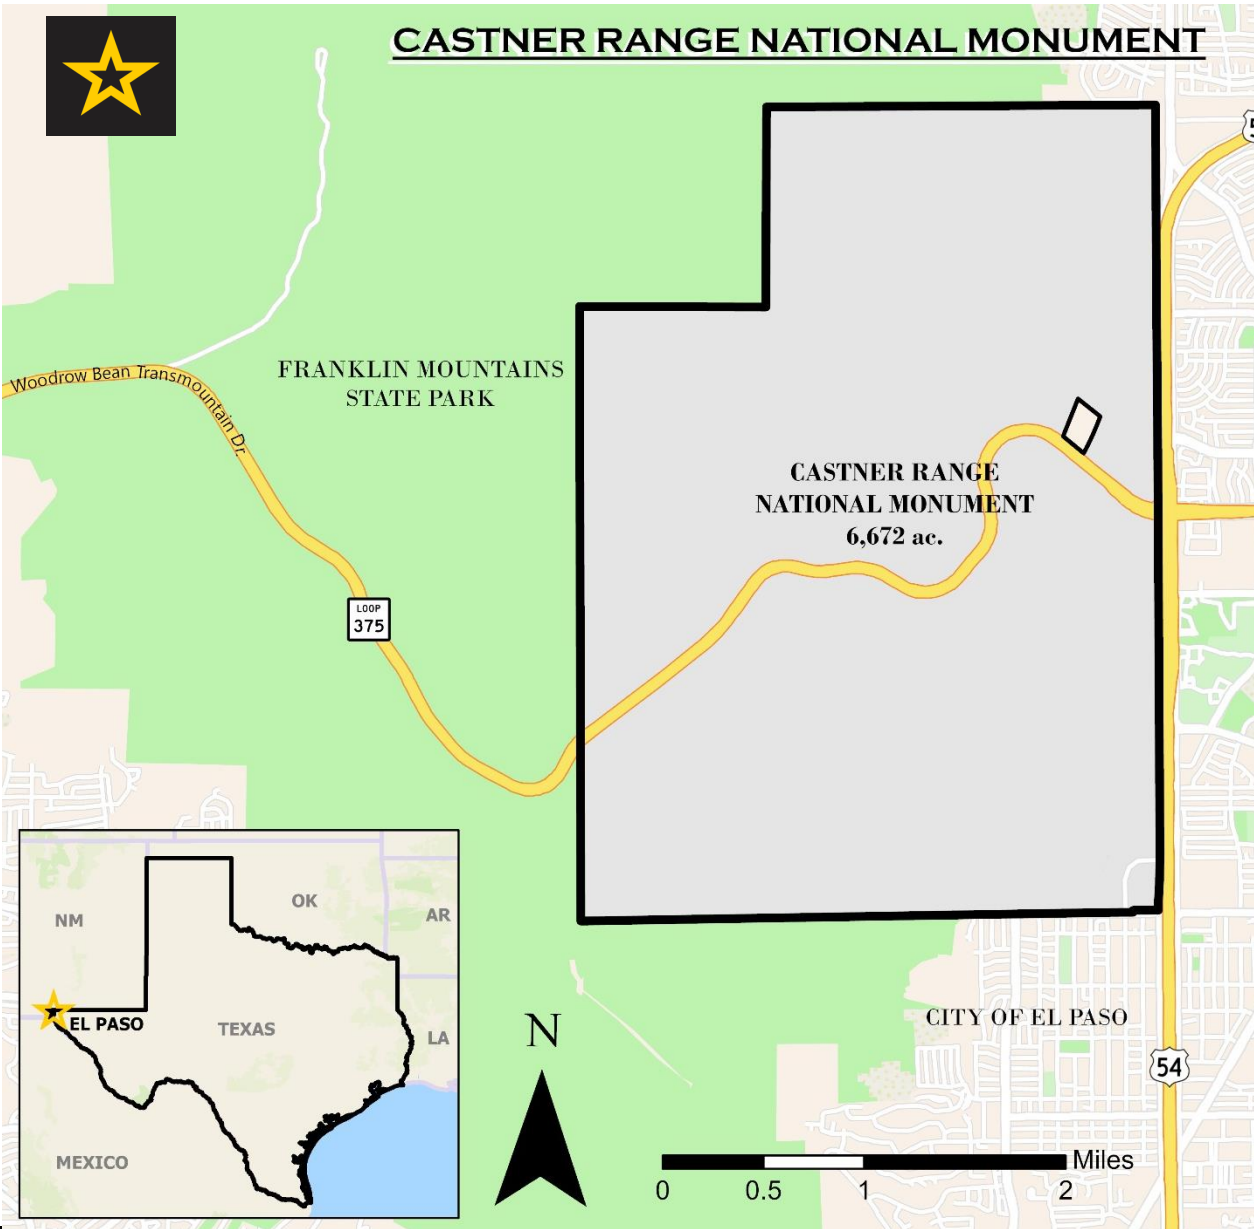 CASTNER RANGE NATIONAL MONUMENT
Woodrow Bean Transmountain Dr.
FRANKLIN MOUNTAINS
STATE PARK
CASTNER RANGE
NATIONAL MONUMENT
6,672 ac.
LOOP
375
NM
OK
AR
EL PASO
TEXAS
LA
MEXICO
N
CITY OF EL PASO
54
Miles
0 0.5 1 2